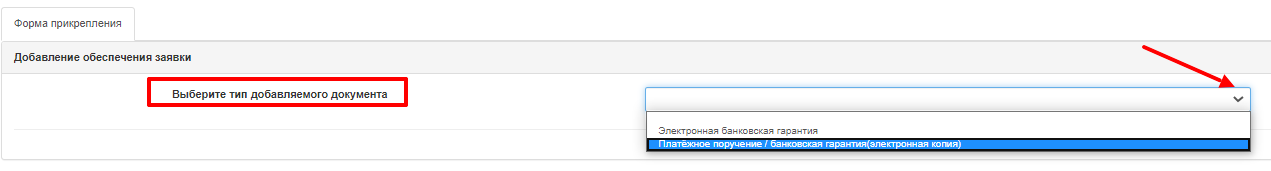 Форма прикрепления
Добавление обеспечения заявки
Выберите тип добавляемого документа
Электронная банковская гарантия
Платёжное поручение / банковская гарантия(электронная копия)